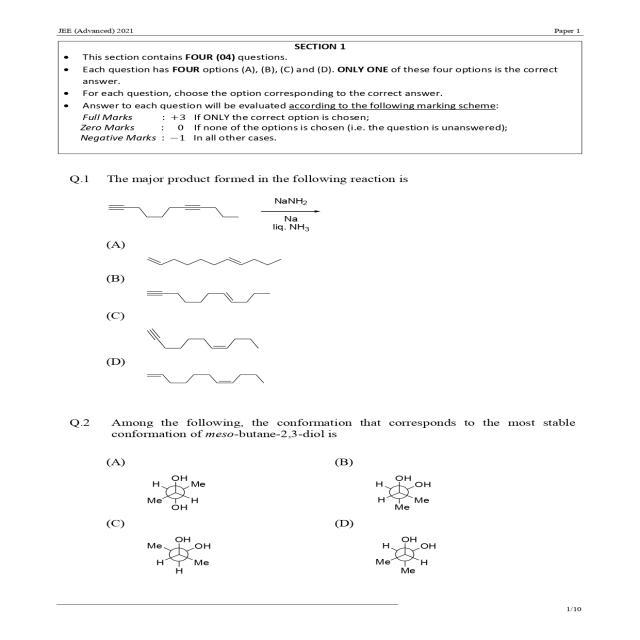 JEE (Advanced) 2021 Paper 1
SECTION 1
• This section contains FOUR (04) questions.
• Each question has FOUR options (A), (B), (C) and (D). ONLY ONE of these four options is the correct
answer.
• For each question, choose the option corresponding to the correct answer.
• Answer to each question will be evaluated according to the following marking scheme:
Full Marks : +3 If ONLY the correct option is chosen;
Zero Marks : 0 If none of the options is chosen (i.e. the question is unanswered);
Negative Marks : −1 In all other cases.
Q.1 The major product formed in the following reaction is
NaNH2
Na
liq. NH3
(A)
(B)
(C)
(D)
Q.2 Among the following, the conformation that corresponds to the most stable
conformation of meso-butane-2,3-diol is
(A) (B)
OH
H Me
Me H
OH
OH
H OH
H Me
Me
(C) (D)
OH
Me OH
H Me
H
OH
H OH
Me H
Me
1/10